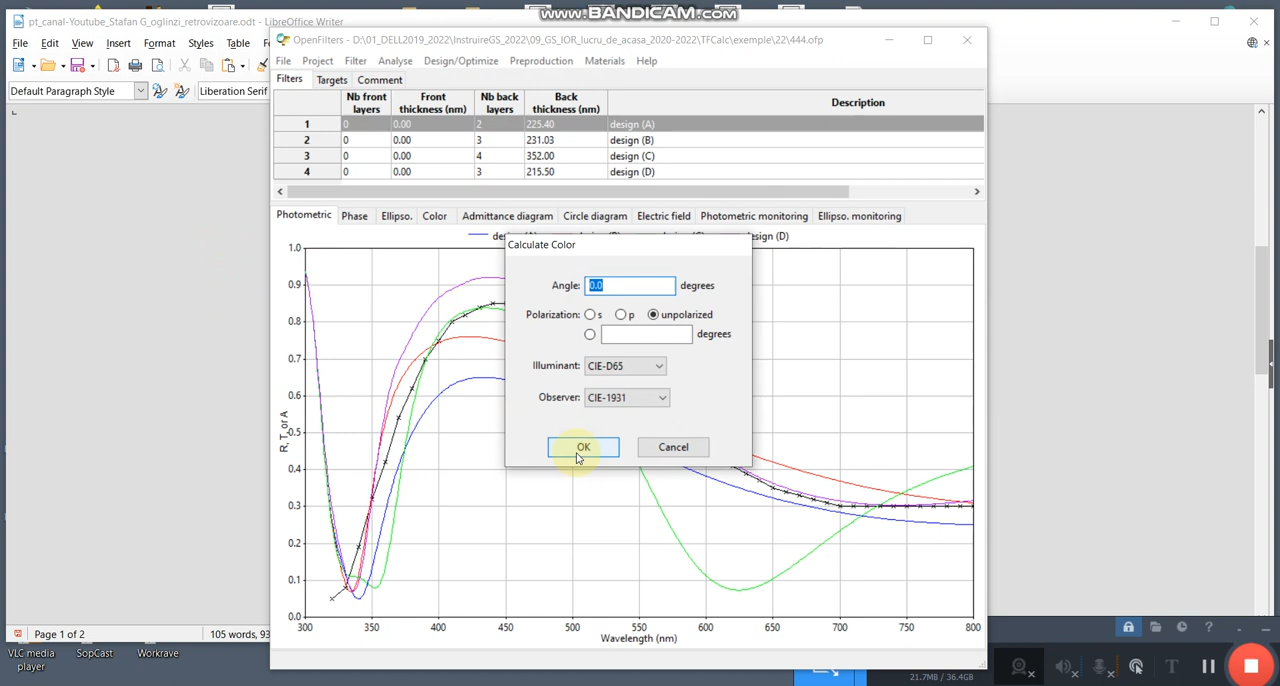 www.BANDICAM.com
pt_canal-Youtube_Stafan G_oglinzi_retrovizoare.odt - LibreOffice Writer
File Edit View Insert Format Styles Table
Default Paragraph Style Liberation Serif
OpenFilters - D:\01_DELL2019_2022\InstruireGS_2022\09_GS_IOR_lucru_de_acasa_2020-2022\TFCalc\exemple\22\444.ofp
File Project Filter Analyse Design/Optimize Preproduction Materials Help
Filters Targets Comment
Nb front layers Front thickness (nm) Nb back layers Back thickness (nm) Description
1 0 0.00 2 225.40 design (A)
2 0 0.00 3 231.03 design (B)
3 0 0.00 4 352.00 design (C)
4 0 0.00 3 215.50 design (D)
Photometric Phase Ellipso. Color Admittance diagram Circle diagram Electric field Photometric monitoring Ellipso. monitoring
Calculate Color
Angle: 0.0 degrees
Polarization: s p unpolarized
degrees
Illuminant: CIE-D65
Observer: CIE-1931
OK Cancel
1.0
0.9
0.8
0.7
0.6
0.5
0.4
0.3
0.2
0.1
0.0
R, T, or A
300 350 400 450 500 550 600 650 700 750 800
Wavelength (nm)
Page 1 of 2 105 words, 93
VLC media player SopCast Workrave
21.7MB / 36.4GB